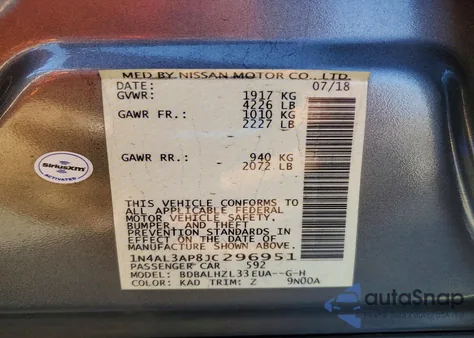 MFD BY NISSAN MOTOR CO., LTD.
DATE: 07/18
GVWR: 1917 KG
4226 LB
GAWR FR: 1010 KG
2227 LB
GAWR RR: 940 KG
2072 LB
THIS VEHICLE CONFORMS TO
ALL APPLICABLE FEDERAL
MOTOR VEHICLE SAFETY,
BUMPER, AND THEFT
PREVENTION STANDARDS IN
EFFECT ON THE DATE OF
MANUFACTURE SHOWN ABOVE.
1N4AL3AP8JC296951
PASSENGER CAR 592
MODEL: BDBALHZL33EUA--G-H
COLOR: KAD TRIM: Z 9N00A
siriusxm
ACTIVATED
autoSnap